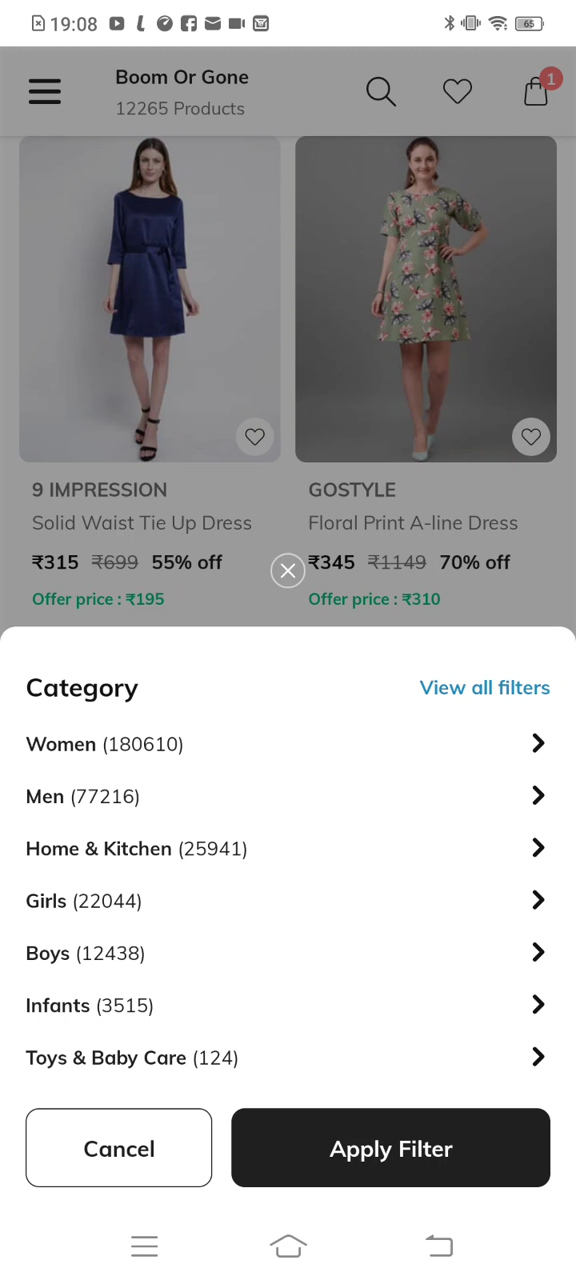 19:08
65
Boom Or Gone
12265 Products
1
9 IMPRESSION
Solid Waist Tie Up Dress
₹315 ₹699 55% off
Offer price : ₹195
GOSTYLE
Floral Print A-line Dress
₹345 ₹1149 70% off
Offer price : ₹310
Category
View all filters
Women (180610)
Men (77216)
Home & Kitchen (25941)
Girls (22044)
Boys (12438)
Infants (3515)
Toys & Baby Care (124)
Cancel
Apply Filter